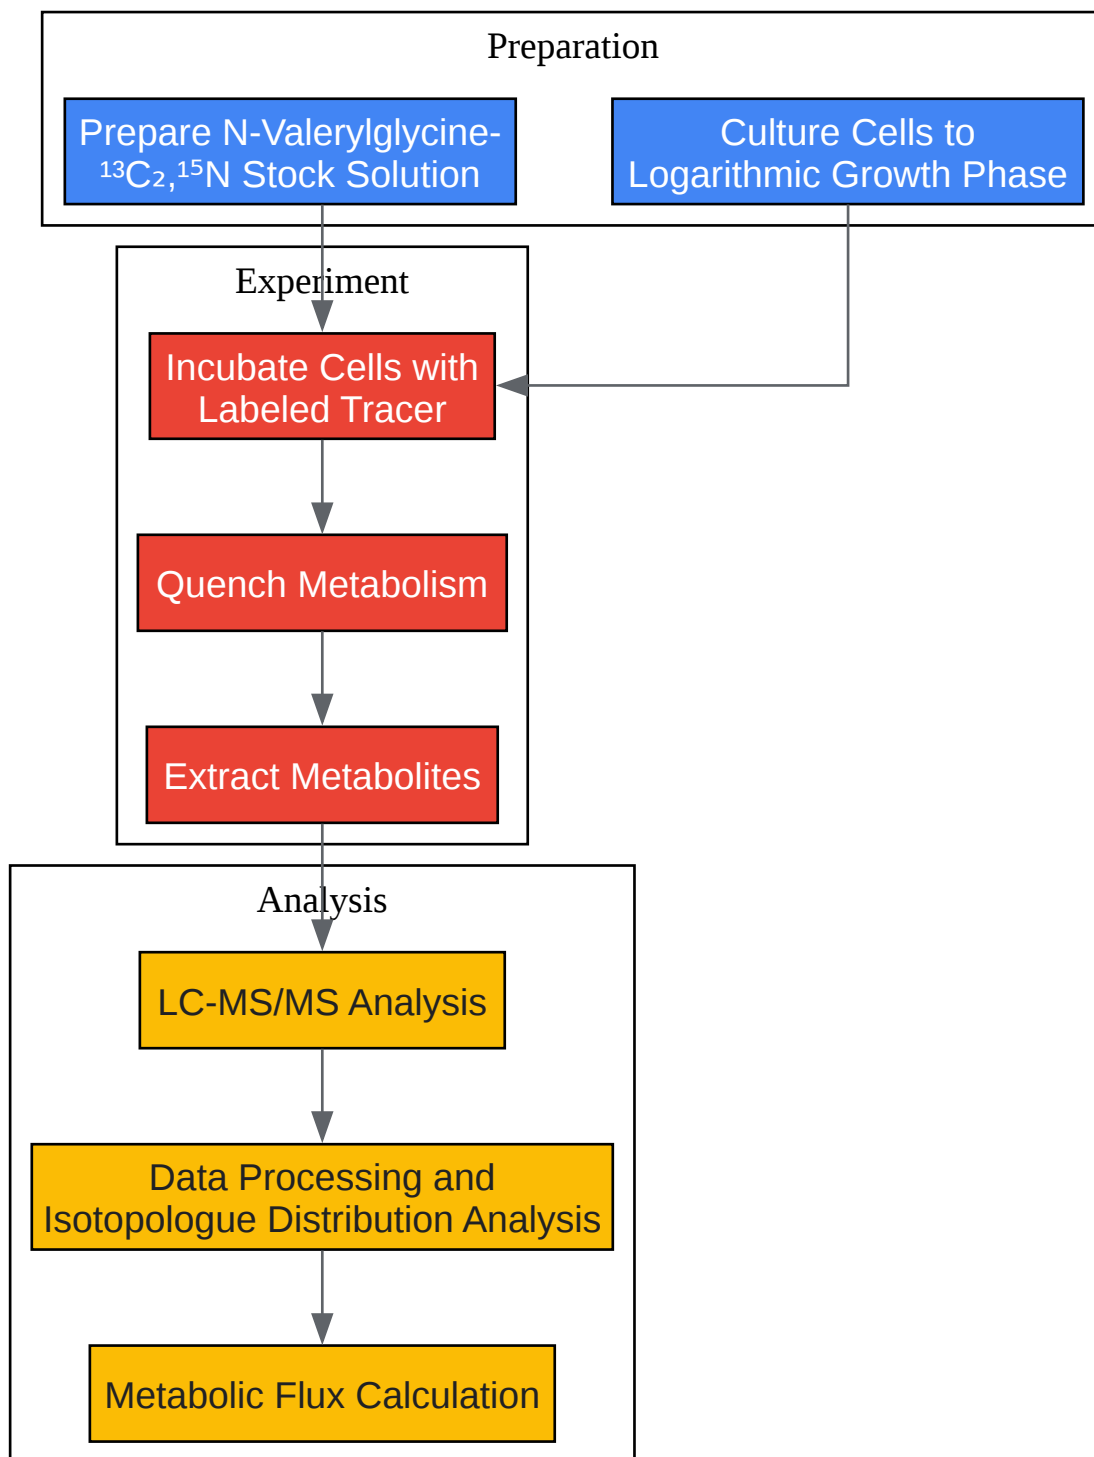 Preparation
Prepare N-Valerylglycine-
¹³C₂,¹⁵N Stock Solution
Culture Cells to
Logarithmic Growth Phase
Experiment
Incubate Cells with
Labeled Tracer
Quench Metabolism
Extract Metabolites
Analysis
LC-MS/MS Analysis
Data Processing and
Isotopologue Distribution Analysis
Metabolic Flux Calculation